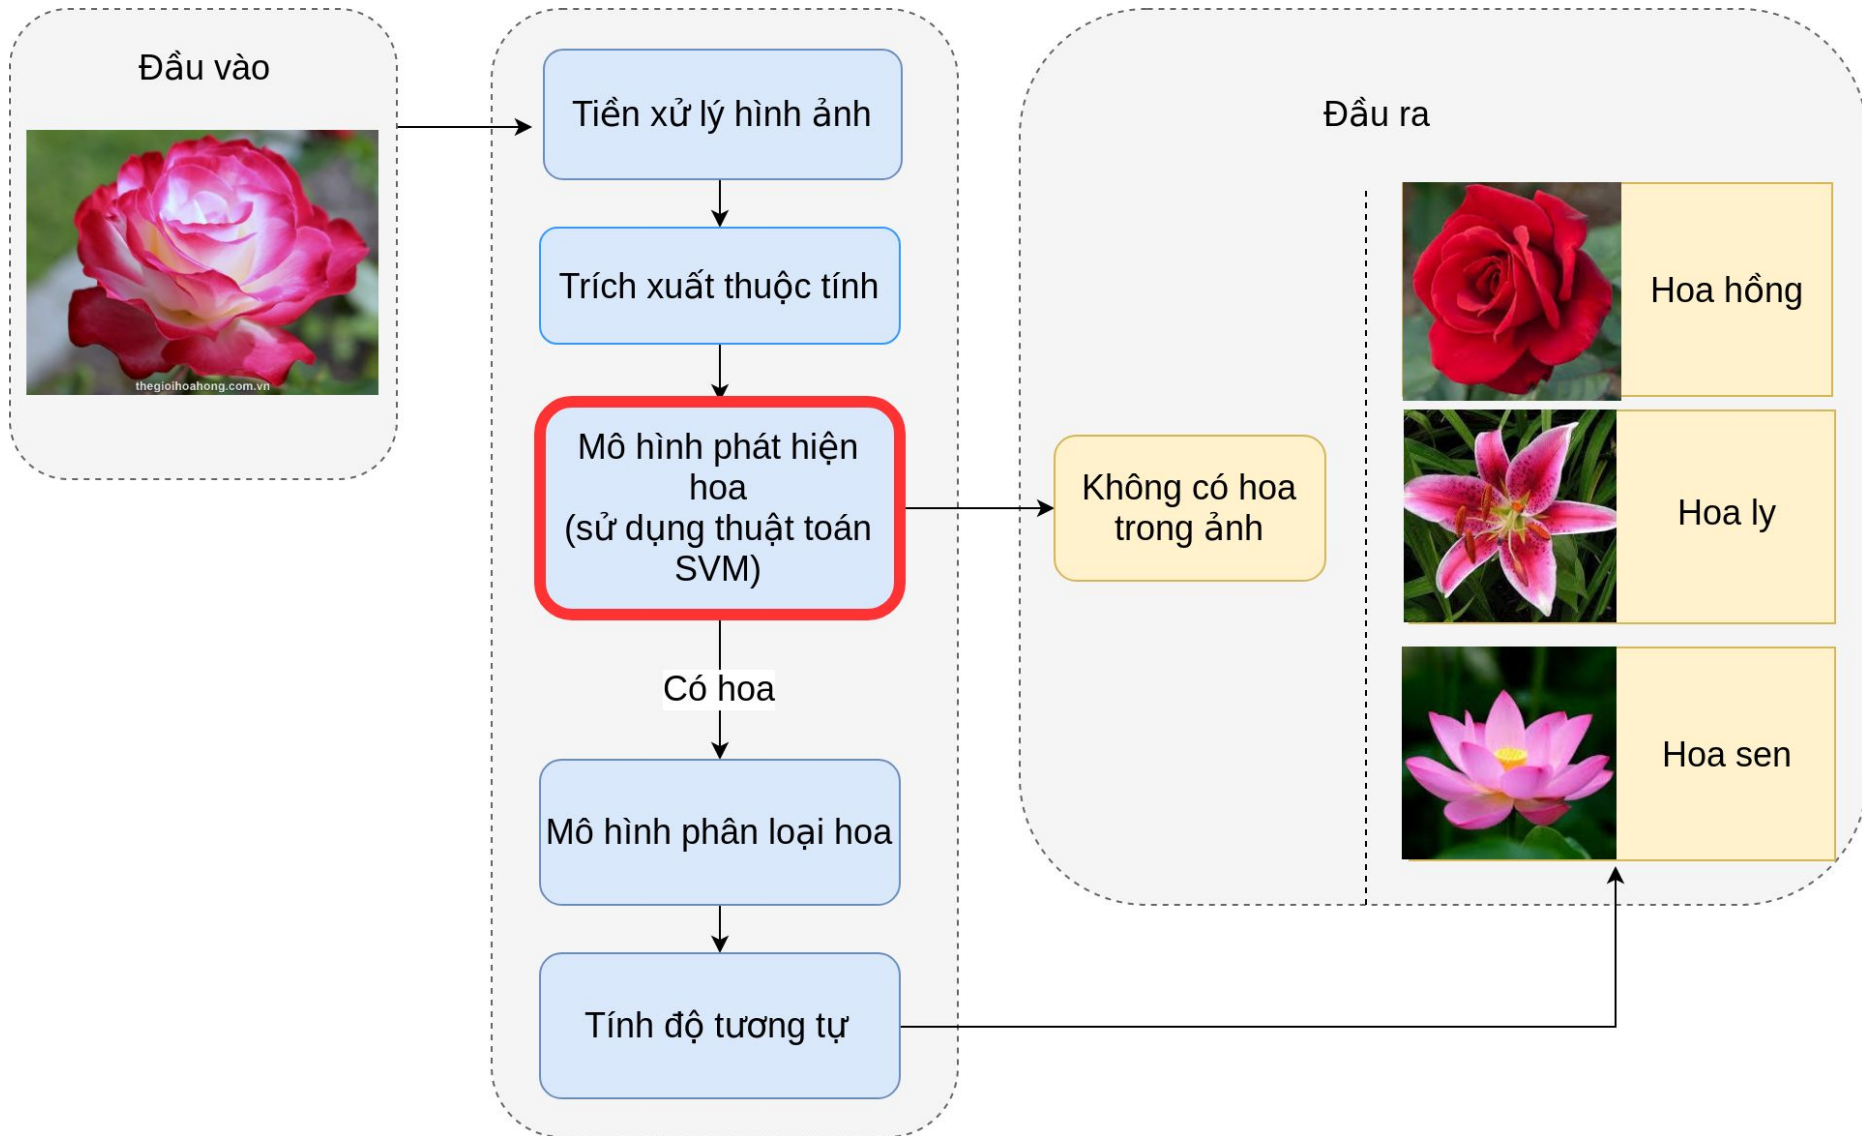 Đầu vào
thegioihoahong.com.vn
Tiền xử lý hình ảnh
Trích xuất thuộc tính
Mô hình phát hiện
hoa
(sử dụng thuật toán
SVM)
Có hoa
Mô hình phân loại hoa
Tính độ tương tự
Đầu ra
Không có hoa
trong ảnh
Hoa hồng
Hoa ly
Hoa sen